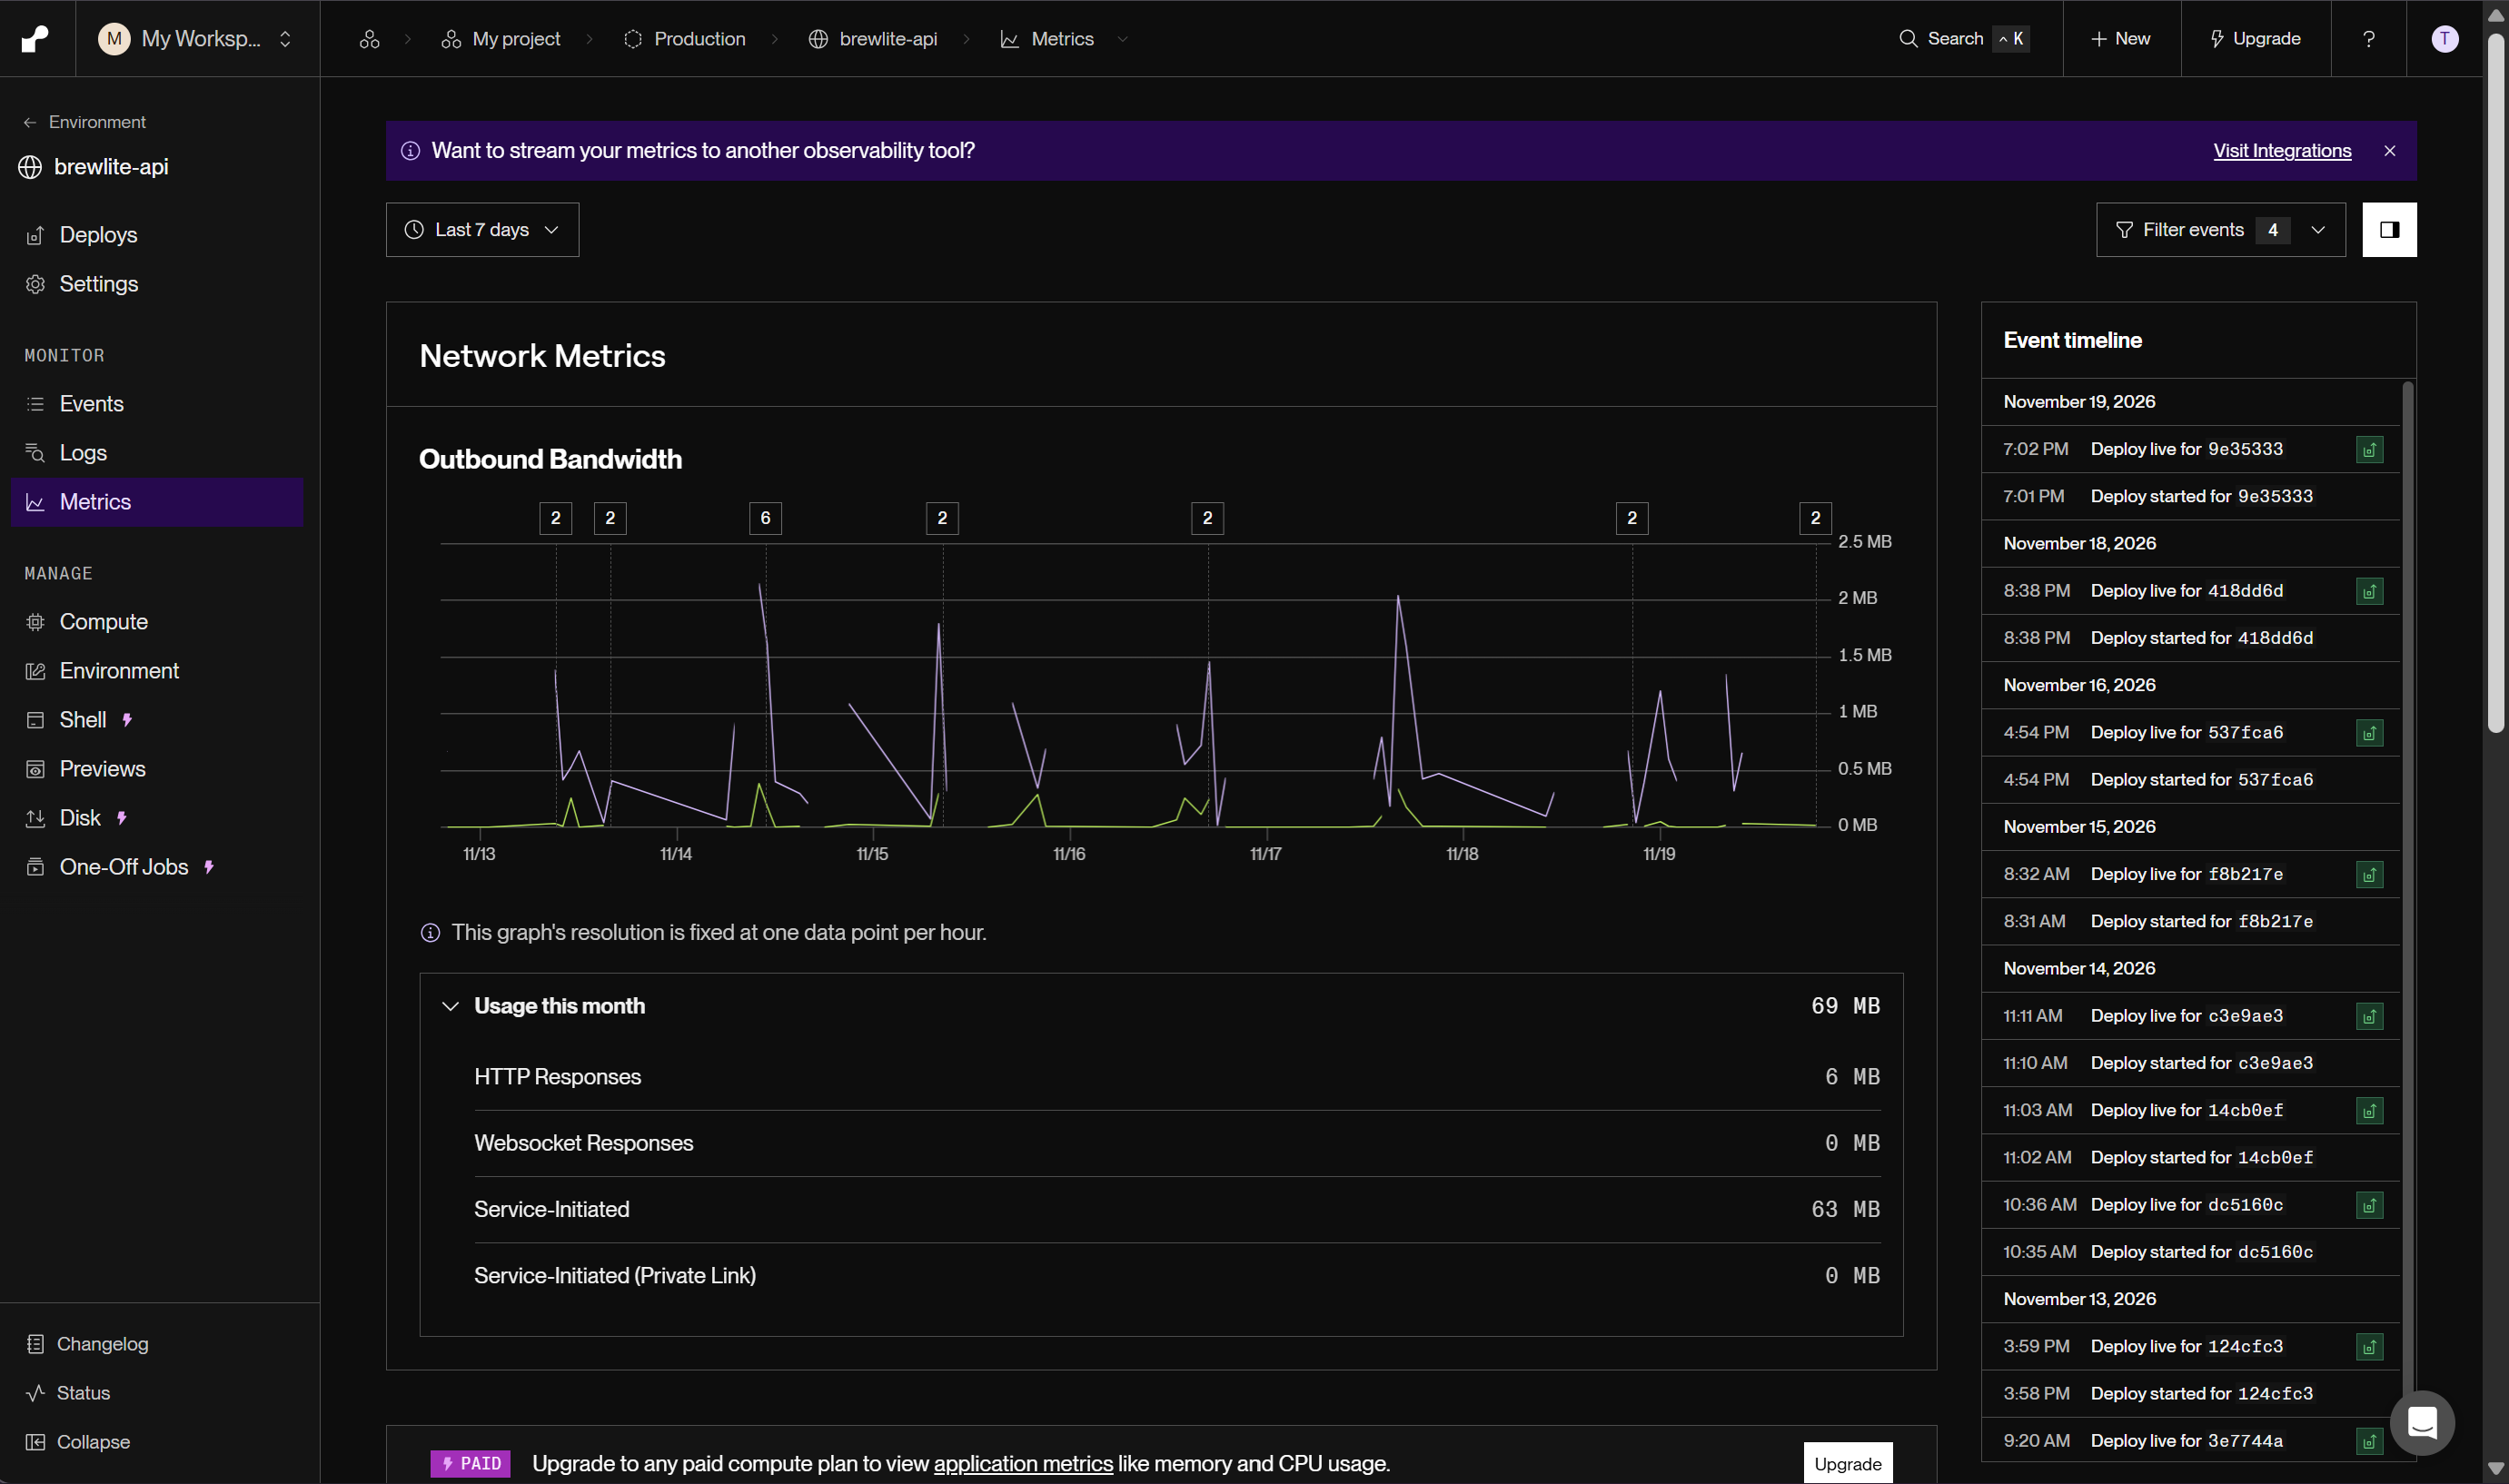 M My Worksp...
My project
Production
brewlite-api
Metrics
Search ^ K
+ New
Upgrade
?
T
Environment
brewlite-api
Deploys
Settings
MONITOR
Events
Logs
Metrics
MANAGE
Compute
Environment
Shell
Previews
Disk
One-Off Jobs
Changelog
Status
Collapse
Want to stream your metrics to another observability tool?
Visit Integrations
Last 7 days
Filter events 4
Network Metrics
Outbound Bandwidth
2 2 6 2 2 2 2
2.5 MB
2 MB
1.5 MB
1 MB
0.5 MB
0 MB
11/13 11/14 11/15 11/16 11/17 11/18 11/19
This graph's resolution is fixed at one data point per hour.
Usage this month 69 MB
HTTP Responses 6 MB
Websocket Responses 0 MB
Service-Initiated 63 MB
Service-Initiated (Private Link) 0 MB
PAID Upgrade to any paid compute plan to view application metrics like memory and CPU usage.
Upgrade
Event timeline
November 19, 2026
7:02 PM Deploy live for 9e35333
7:01 PM Deploy started for 9e35333
November 18, 2026
8:38 PM Deploy live for 418dd6d
8:38 PM Deploy started for 418dd6d
November 16, 2026
4:54 PM Deploy live for 537fca6
4:54 PM Deploy started for 537fca6
November 15, 2026
8:32 AM Deploy live for f8b217e
8:31 AM Deploy started for f8b217e
November 14, 2026
11:11 AM Deploy live for c3e9ae3
11:10 AM Deploy started for c3e9ae3
11:03 AM Deploy live for 14cb0ef
11:02 AM Deploy started for 14cb0ef
10:36 AM Deploy live for dc5160c
10:35 AM Deploy started for dc5160c
November 13, 2026
3:59 PM Deploy live for 124cfc3
3:58 PM Deploy started for 124cfc3
9:20 AM Deploy live for 3e7744a